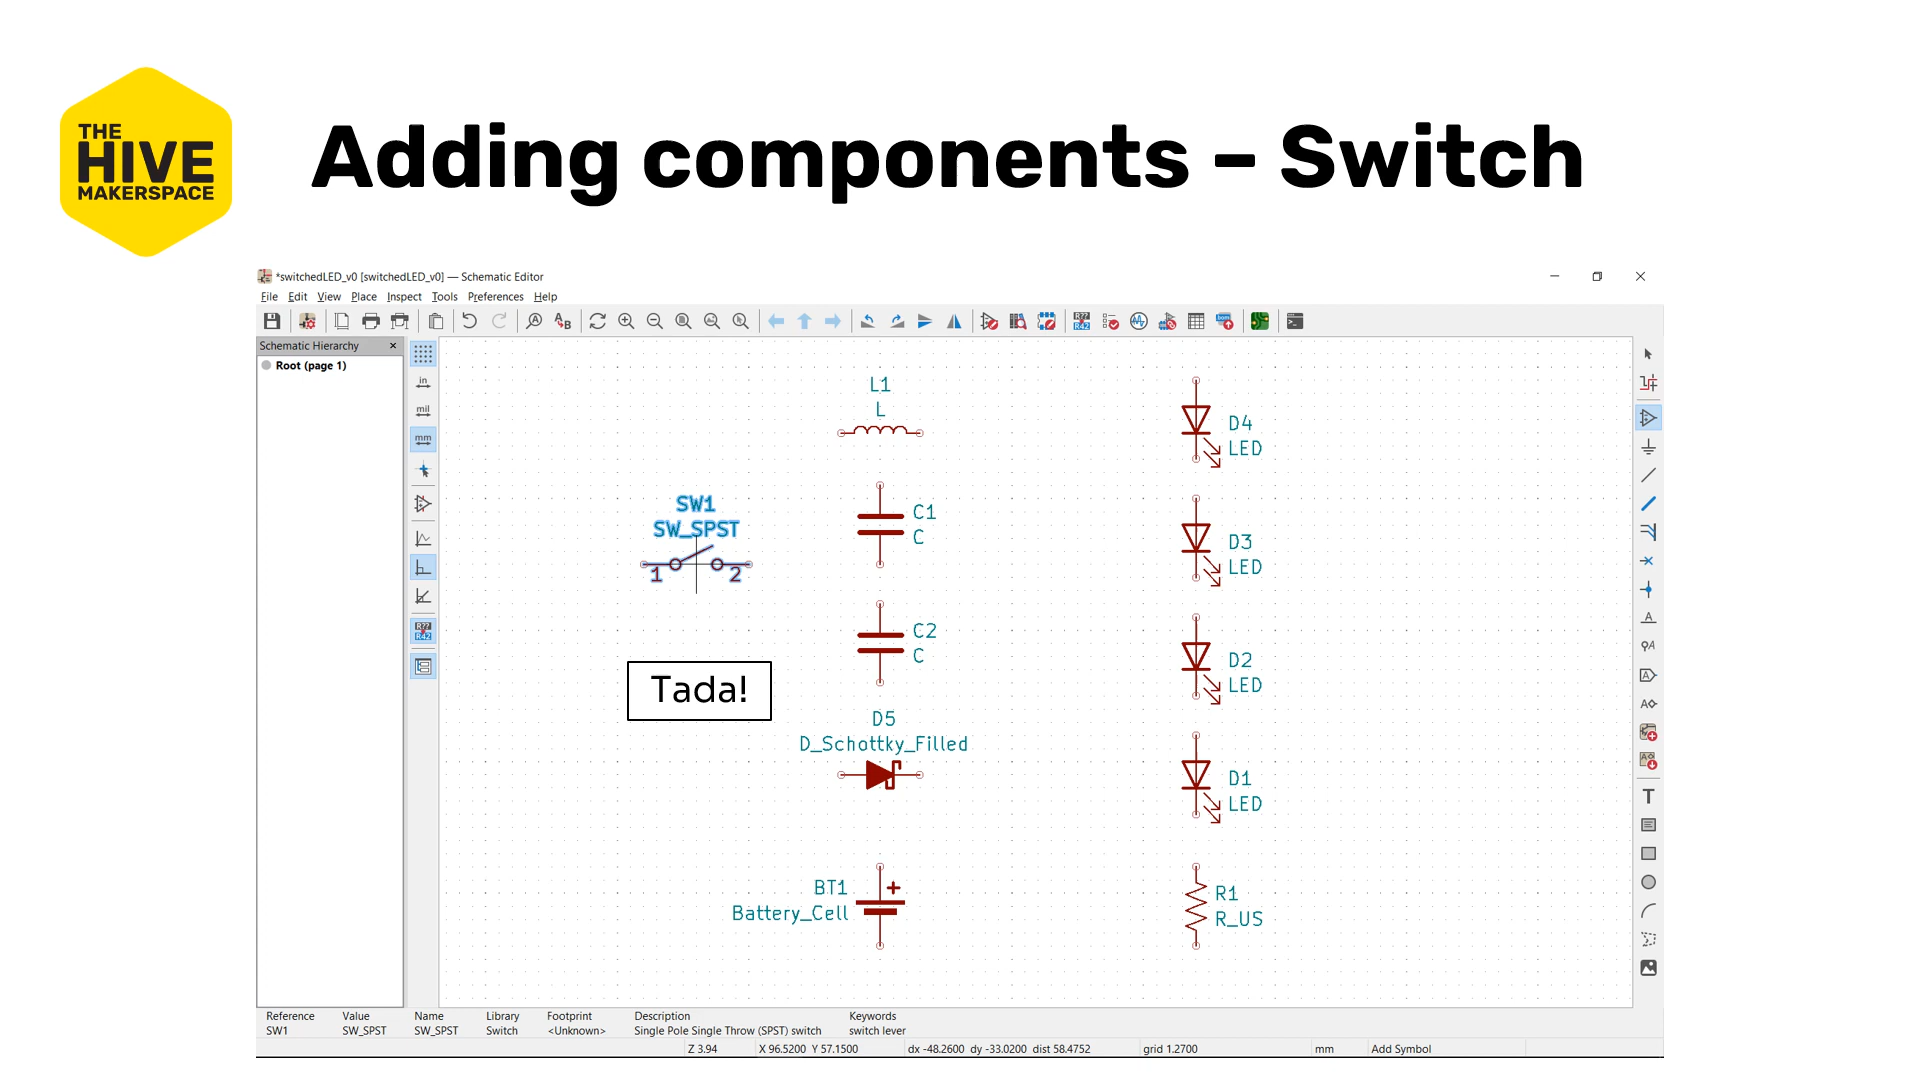 THE
HIVE
MAKERSPACE
Adding components – Switch
*switchedLED_v0 [switchedLED_v0] — Schematic Editor
File Edit View Place Inspect Tools Preferences Help
Schematic Hierarchy
Root (page 1)
in
mil
mm
R??
R42
L1
L
SW1
SW_SPST
1 2
C1
C
C2
C
Tada!
D5
D_Schottky_Filled
BT1
+
Battery_Cell
D4
LED
D3
LED
D2
LED
D1
LED
R1
R_US
Reference Value Name Library Footprint Description Keywords
SW1 SW_SPST SW_SPST Switch <Unknown> Single Pole Single Throw (SPST) switch switch lever
Z 3.94 X 96.5200 Y 57.1500 dx -48.2600 dy -33.0200 dist 58.4752 grid 1.2700 mm Add Symbol